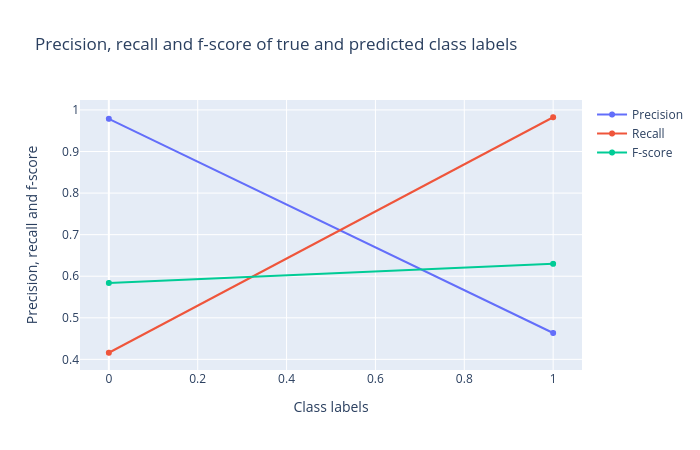 Precision, recall and f-score of true and predicted class labels
Precision
Recall
F-score
Precision, recall and f-score
1
0.9
0.8
0.7
0.6
0.5
0.4
0
0.2
0.4
0.6
0.8
1
Class labels